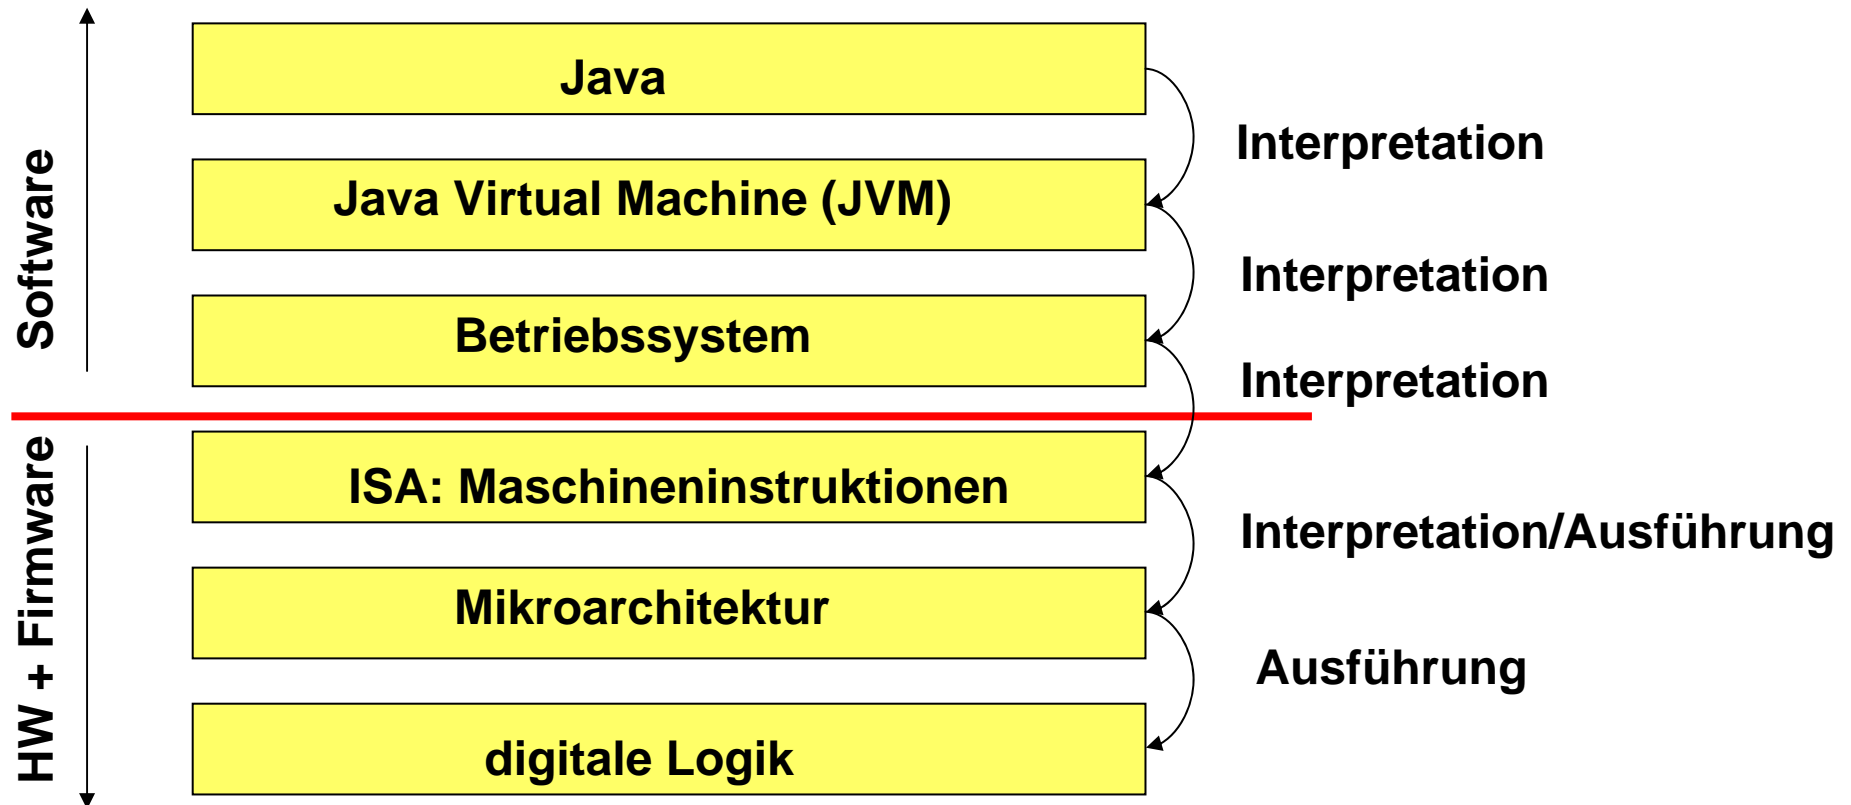 Java
Interpretation
Java Virtual Machine (JVM)
Interpretation
Betriebssystem
Interpretation
Software
ISA: Maschineninstruktionen
Interpretation/Ausführung
Mikroarchitektur
Ausführung
digitale Logik
HW + Firmware